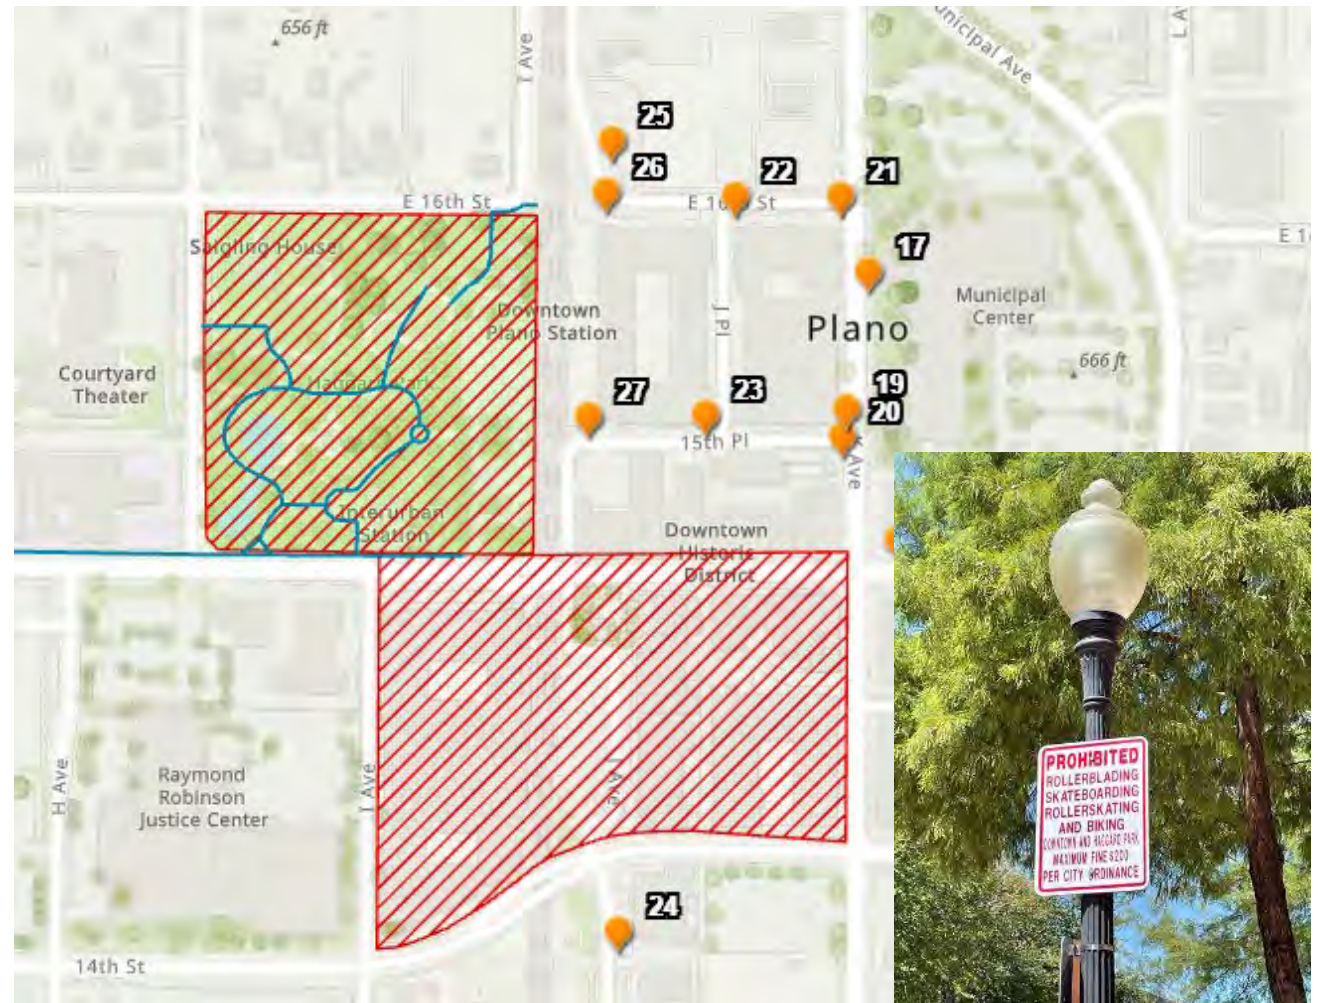 656 ft
I Ave
Municipal Ave
L A
25
26
22
21
E 16th St
E 16th St
Saigling House
17
E 1
Downtown
Plano Station
J Pl
Plano
Municipal
Center
666 ft
Courtyard
Theater
Haggard Park
27
23
19
20
15th Pl
K Ave
Interurban
Station
Downtown
Historic
District
H Ave
Raymond
Robinson
Justice Center
I Ave
J Ave
24
14th St
PROHIBITED
ROLLERBLADING
SKATEBOARDING
ROLLERSKATING
AND BIKING
DOWNTOWN AND HAGGARD PARK
MAXIMUM FINE $200
PER CITY ORDINANCE